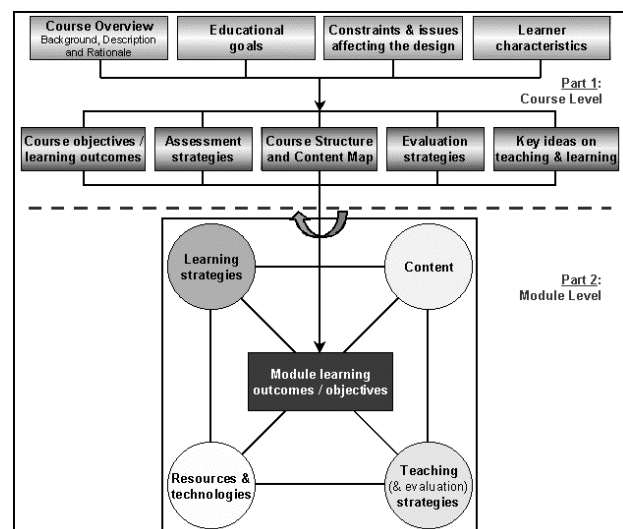 Course Overview
Background, Description
and Rationale
Educational
goals
Constraints & issues
affecting the design
Learner
characteristics
Part 1:
Course Level
Course objectives /
learning outcomes
Assessment
strategies
Course Structure
and Content Map
Evaluation
strategies
Key ideas on
teaching & learning
Learning
strategies
Content
Part 2:
Module Level
Module learning
outcomes / objectives
Resources &
technologies
Teaching
(& evaluation)
strategies